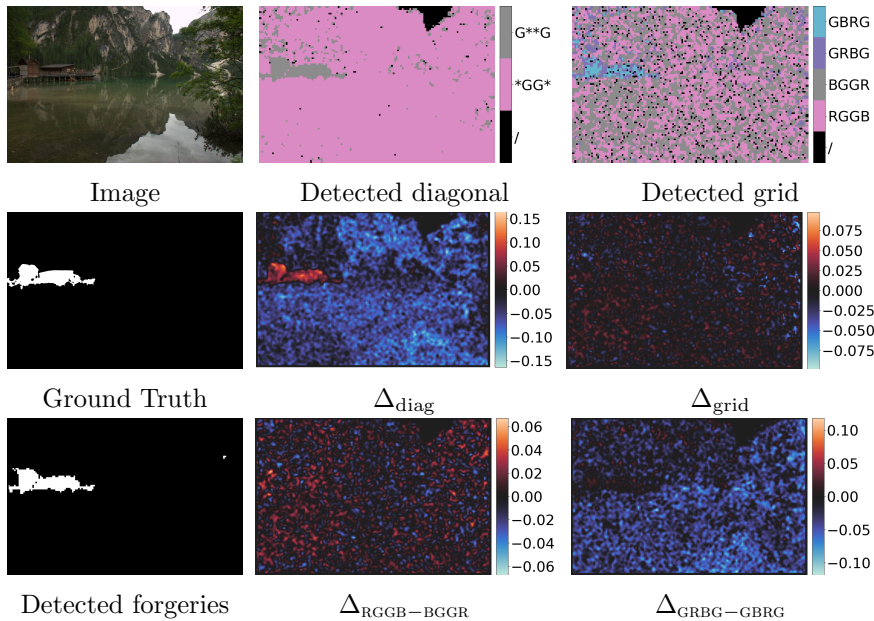 G**G
*GG*
/
GBRG
GRBG
BGGR
RGGB
/
Image
Detected diagonal
Detected grid
0.15
0.10
0.05
0.00
−0.05
−0.10
−0.15
0.075
0.050
0.025
0.000
−0.025
−0.050
−0.075
Ground Truth
Δdiag
Δgrid
0.06
0.04
0.02
0.00
−0.02
−0.04
−0.06
0.10
0.05
0.00
−0.05
−0.10
Detected forgeries
ΔRGGB−BGGR
ΔGRBG−GBRG